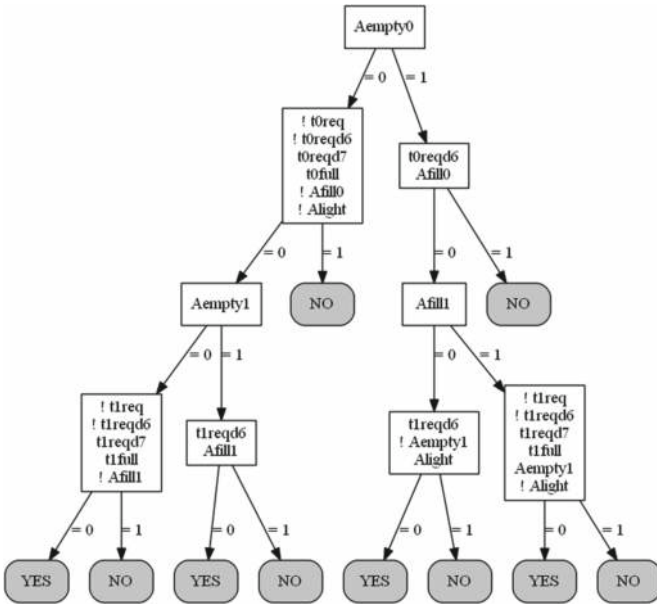 Aempty0
= 0
= 1
! t0req
! t0reqd6
t0reqd7
t0full
! Afill0
! Alight
t0reqd6
Afill0
= 0
= 1
= 0
= 1
Aempty1
NO
Afill1
NO
= 0
= 1
= 0
= 1
! t1req
! t1reqd6
t1reqd7
t1full
! Afill1
t1reqd6
Afill1
t1reqd6
! Aempty1
Alight
! t1req
! t1reqd6
t1reqd7
t1full
Aempty1
! Alight
= 0
= 1
= 0
= 1
= 0
= 1
= 0
= 1
YES
NO
YES
NO
YES
NO
YES
NO